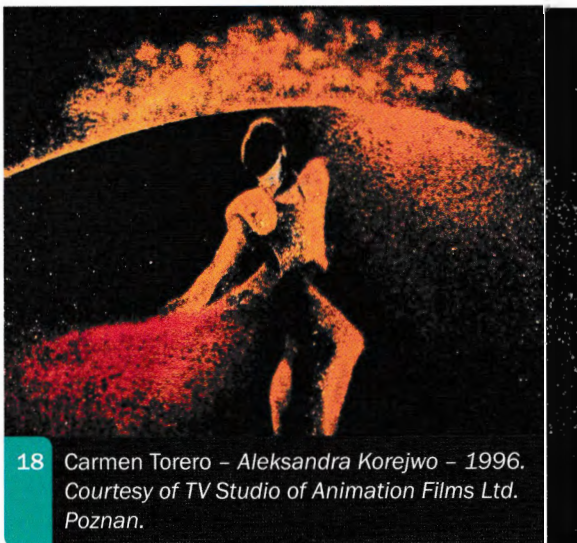 18 Carmen Torero – Aleksandra Korejwo – 1996.
Courtesy of TV Studio of Animation Films Ltd.
Poznan.